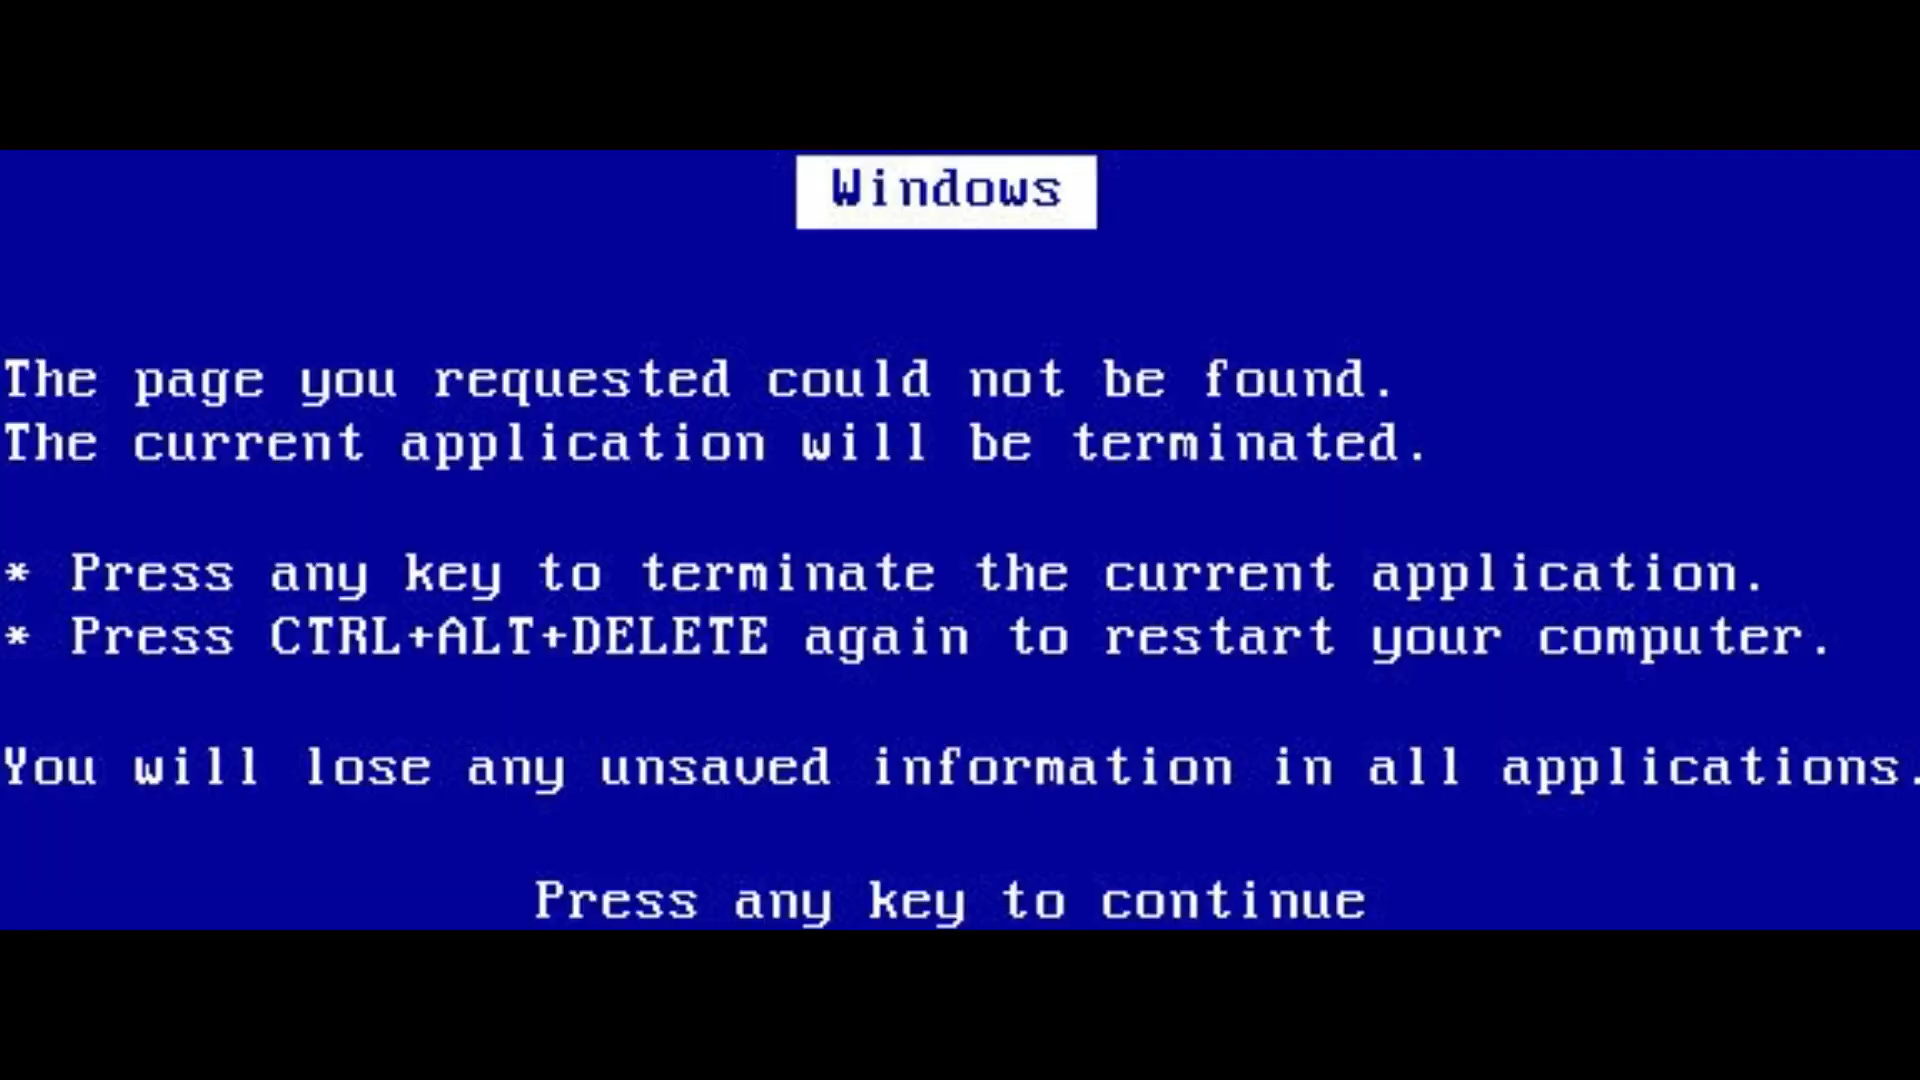 Windows
The page you requested could not be found.
The current application will be terminated.
* Press any key to terminate the current application.
* Press CTRL+ALT+DELETE again to restart your computer.
You will lose any unsaved information in all applications.
Press any key to continue